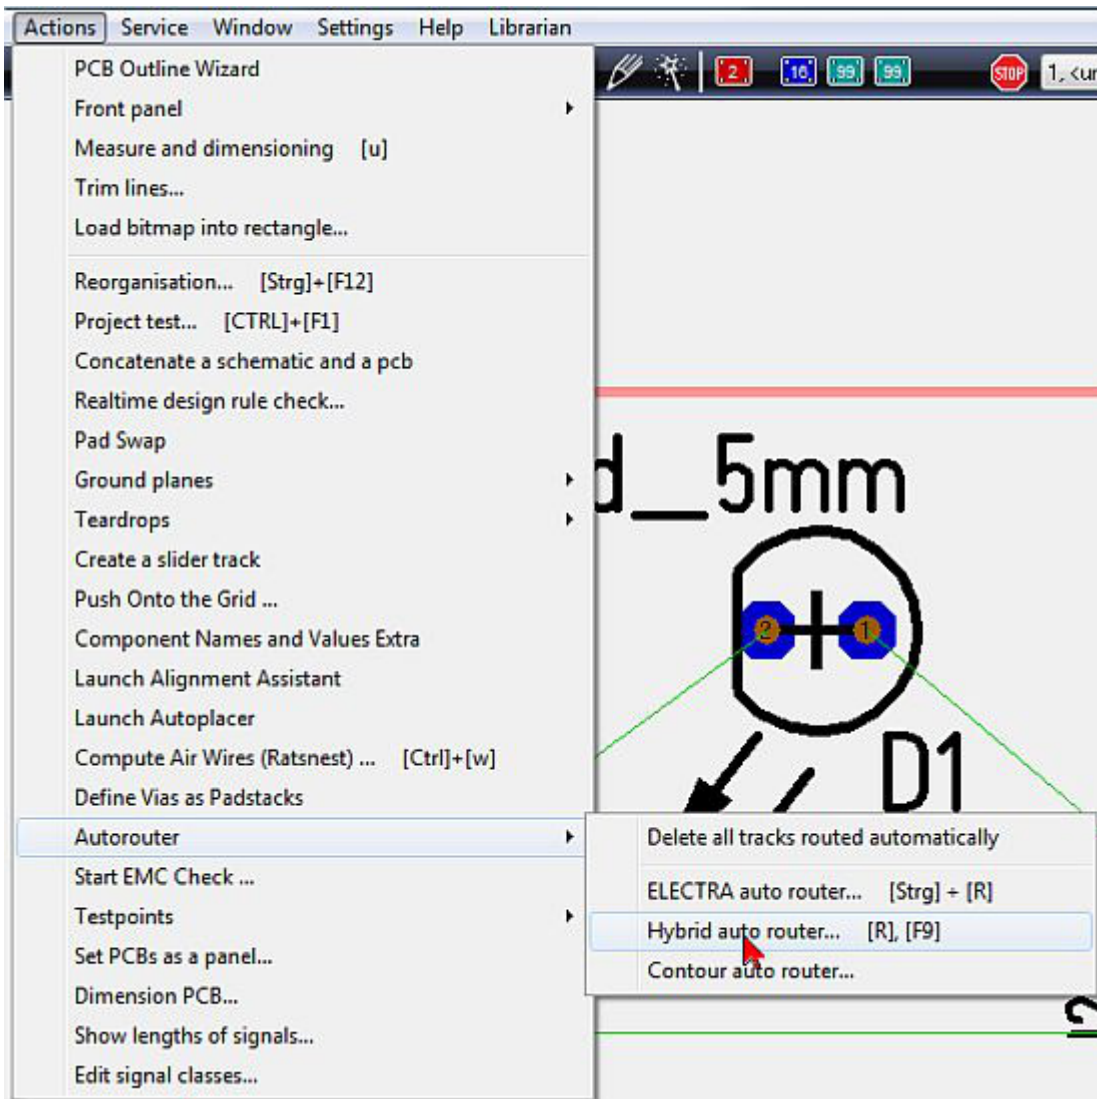 Actions Service Window Settings Help Librarian
PCB Outline Wizard
2 16 99 99 STOP 1, <ur
Front panel
Measure and dimensioning [u]
Trim lines...
Load bitmap into rectangle...
Reorganisation... [Strg]+[F12]
Project test... [CTRL]+[F1]
Concatenate a schematic and a pcb
Realtime design rule check...
Pad Swap
Ground planes
d_5mm
Teardrops
Create a slider track
Push Onto the Grid ...
Component Names and Values Extra
2 1
Launch Alignment Assistant
Launch Autoplacer
Compute Air Wires (Ratsnest) ... [Ctrl]+[w]
D1
Define Vias as Padstacks
Autorouter
Delete all tracks routed automatically
Start EMC Check ...
ELECTRA auto router... [Strg] + [R]
Testpoints
Hybrid auto router... [R], [F9]
Set PCBs as a panel...
Contour auto router...
Dimension PCB...
Show lengths of signals...
Edit signal classes...